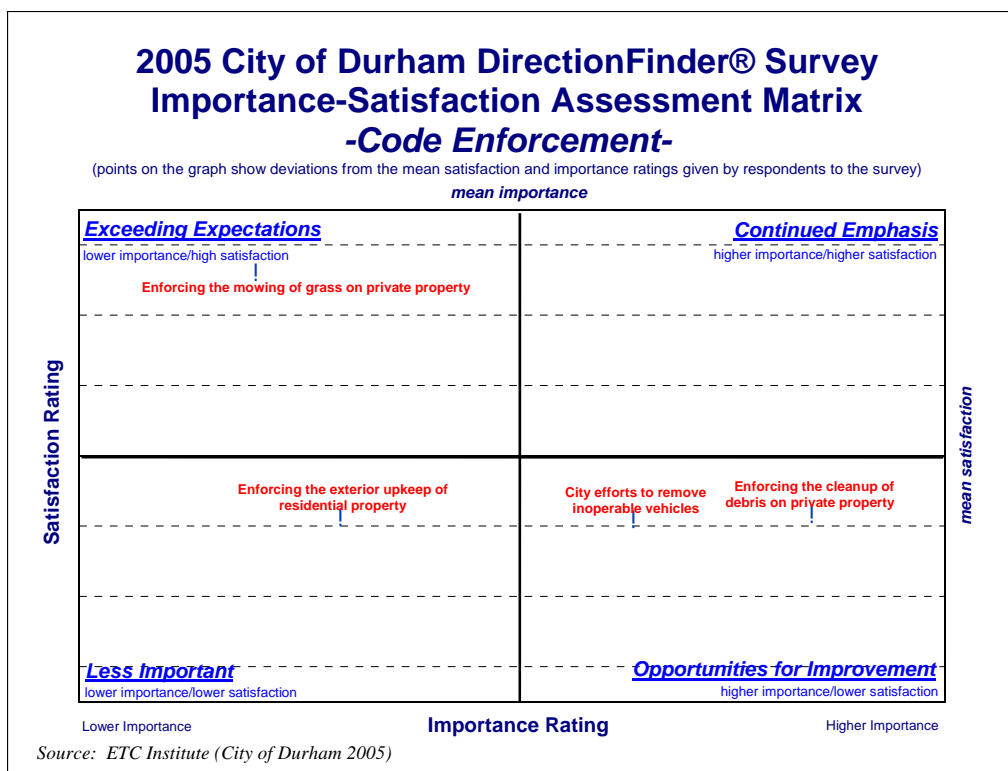 2005 City of Durham DirectionFinder® Survey
Importance-Satisfaction Assessment Matrix
-Code Enforcement-
(points on the graph show deviations from the mean satisfaction and importance ratings given by respondents to the survey)
mean importance
Exceeding Expectations
lower importance/high satisfaction
Continued Emphasis
higher importance/higher satisfaction
Enforcing the mowing of grass on private property
Satisfaction Rating
mean satisfaction
Enforcing the exterior upkeep of
residential property
City efforts to remove
inoperable vehicles
Enforcing the cleanup of
debris on private property
Less Important
lower importance/lower satisfaction
Opportunities for Improvement
higher importance/lower satisfaction
Lower Importance
Importance Rating
Higher Importance
Source: ETC Institute (City of Durham 2005)